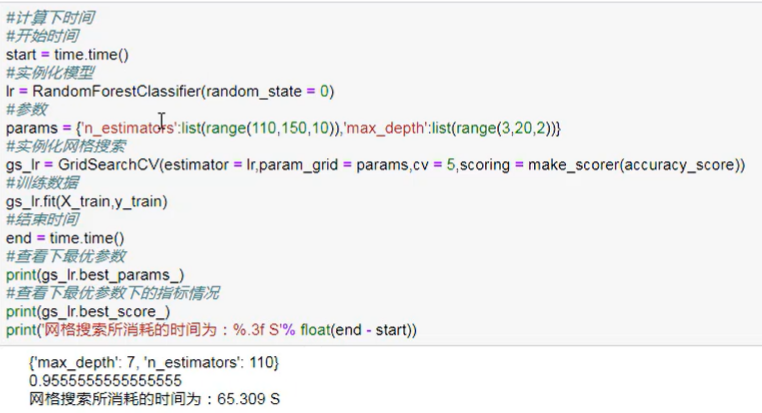 #计算下时间
#开始时间
start = time.time()
#实例化模型
lr = RandomForestClassifier(random_state = 0)
#参数
params = {'n_estimators':list(range(110,150,10)),'max_depth':list(range(3,20,2))}
#实例化网格搜索
gs_lr = GridSearchCV(estimator = lr,param_grid = params,cv = 5,scoring = make_scorer(accuracy_score))
#训练数据
gs_lr.fit(X_train,y_train)
#结束时间
end = time.time()
#查看下最优参数
print(gs_lr.best_params_)
#查看下最优参数下的指标情况
print(gs_lr.best_score_)
print('网格搜索所消耗的时间为：%.3f S'% float(end - start))
{'max_depth': 7, 'n_estimators': 110}
0.9555555555555555
网格搜索所消耗的时间为：65.309 S